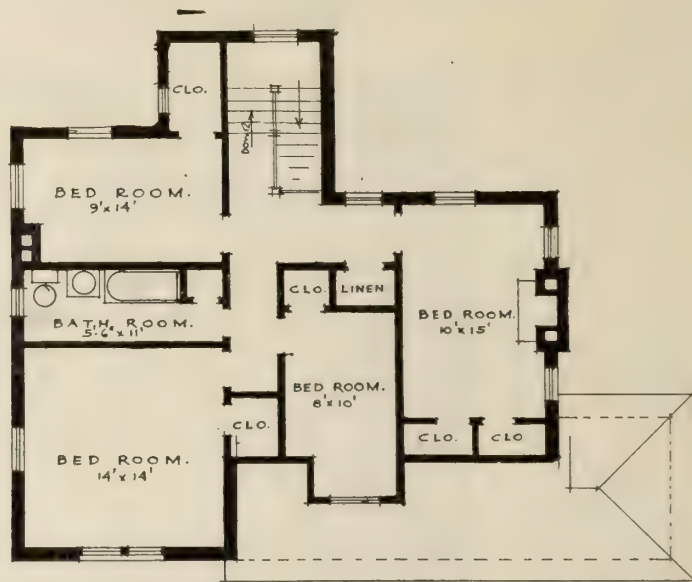 CLO.
DOWN
BED ROOM.
9'x14'
CLO.
LINEN
BED ROOM.
10'x15'
BATH ROOM.
5'-6"x11'
BED ROOM.
8'x10'
CLO.
CLO.
CLO
BED ROOM.
14'x14'